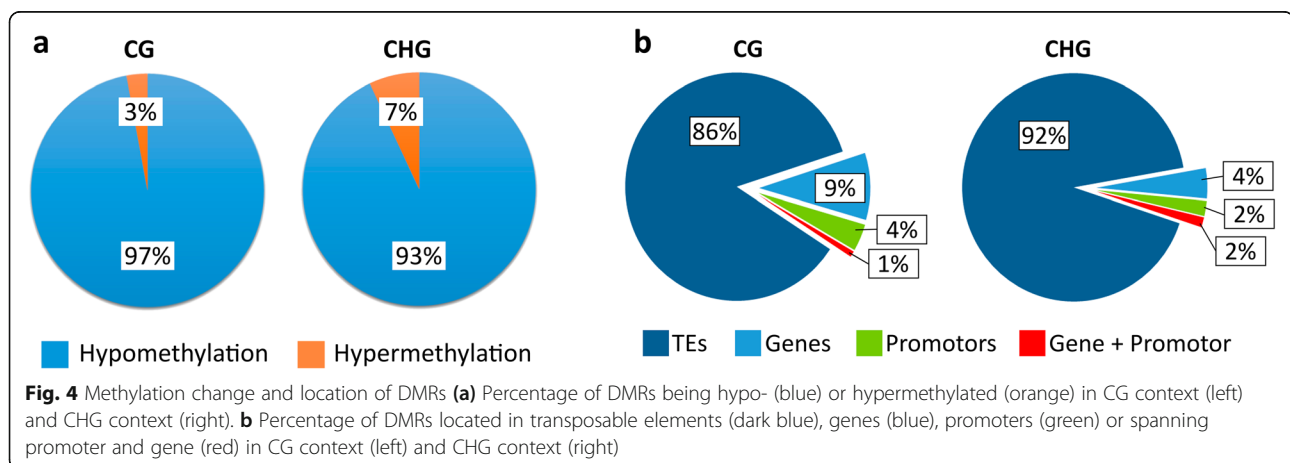 a
CG
CHG
3%
7%
97%
93%
Hypomethylation
Hypermethylation
b
CG
CHG
86%
9%
4%
1%
92%
4%
2%
2%
TEs
Genes
Promotors
Gene + Promotor
Fig. 4 Methylation change and location of DMRs (a) Percentage of DMRs being hypo- (blue) or hypermethylated (orange) in CG context (left)
and CHG context (right). b Percentage of DMRs located in transposable elements (dark blue), genes (blue), promoters (green) or spanning
promoter and gene (red) in CG context (left) and CHG context (right)